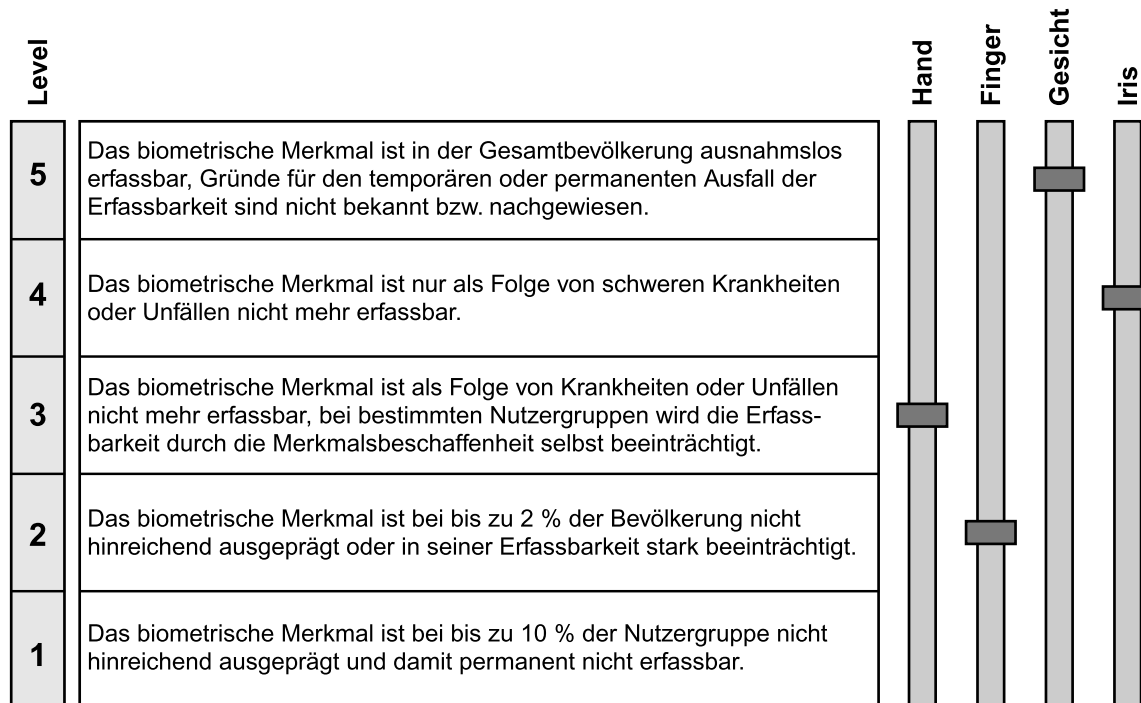 Level
Hand
Finger
Gesicht
Iris
5
Das biometrische Merkmal ist in der Gesamtbevölkerung ausnahmslos
erfassbar, Gründe für den temporären oder permanenten Ausfall der
Erfassbarkeit sind nicht bekannt bzw. nachgewiesen.
4
Das biometrische Merkmal ist nur als Folge von schweren Krankheiten
oder Unfällen nicht mehr erfassbar.
3
Das biometrische Merkmal ist als Folge von Krankheiten oder Unfällen
nicht mehr erfassbar, bei bestimmten Nutzergruppen wird die Erfass-
barkeit durch die Merkmalsbeschaffenheit selbst beeinträchtigt.
2
Das biometrische Merkmal ist bei bis zu 2 % der Bevölkerung nicht
hinreichend ausgeprägt oder in seiner Erfassbarkeit stark beeinträchtigt.
1
Das biometrische Merkmal ist bei bis zu 10 % der Nutzergruppe nicht
hinreichend ausgeprägt und damit permanent nicht erfassbar.